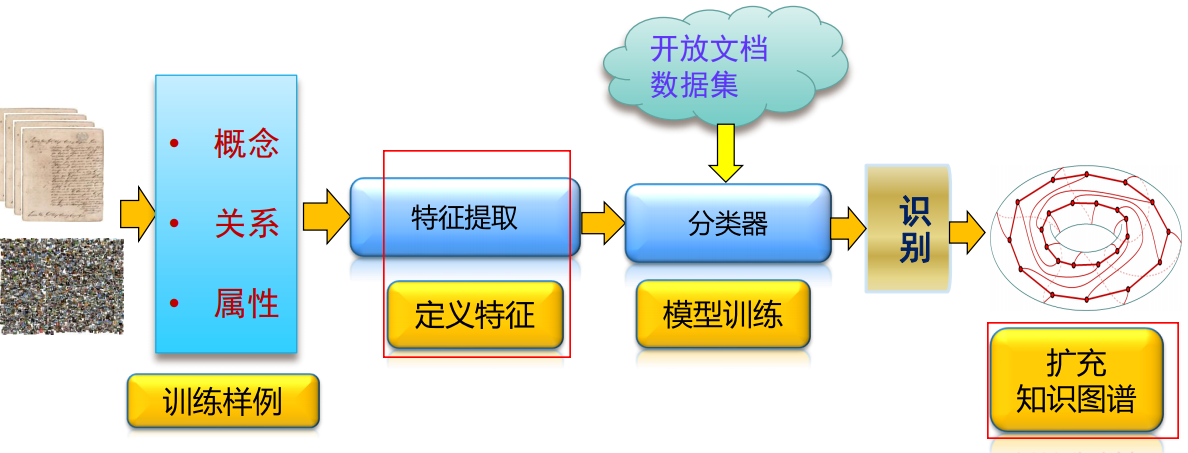 开放文档
数据集
• 概念
• 关系
• 属性
特征提取
分类器
识
别
定义特征
模型训练
训练样例
扩充
知识图谱